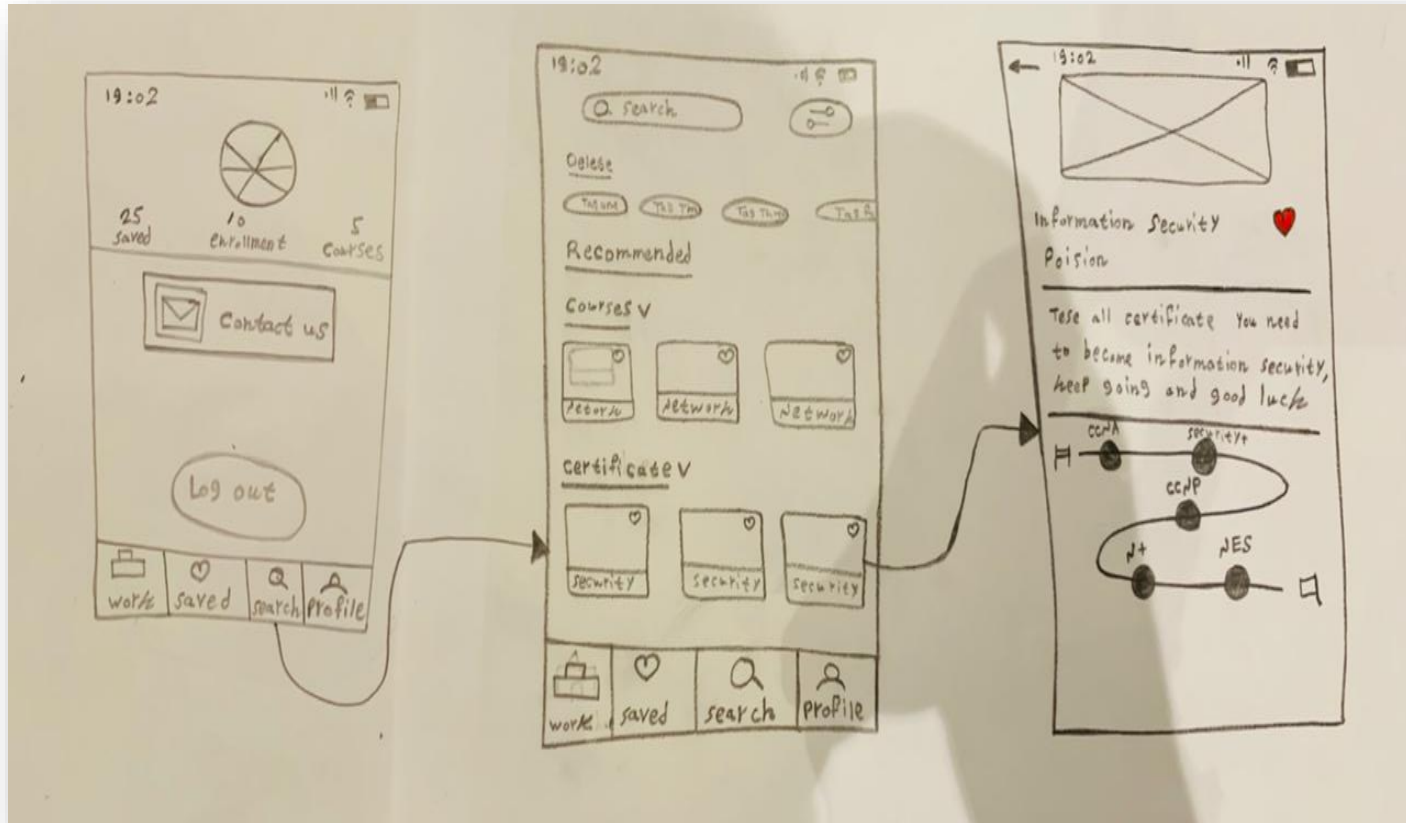 19:02
25
saved
10
enrollment
5
Courses
Contact us
Log out
work
saved
search
Profile
19:02
search
Delese
Recommended
Courses
Network
Network
certificate
security
security
security
work
saved
search
profile
19:02
Information Security
Poision
Tese all certificate You need
to become information security,
keep going and good luck
CCNA
security+
CCNP
N+
NES